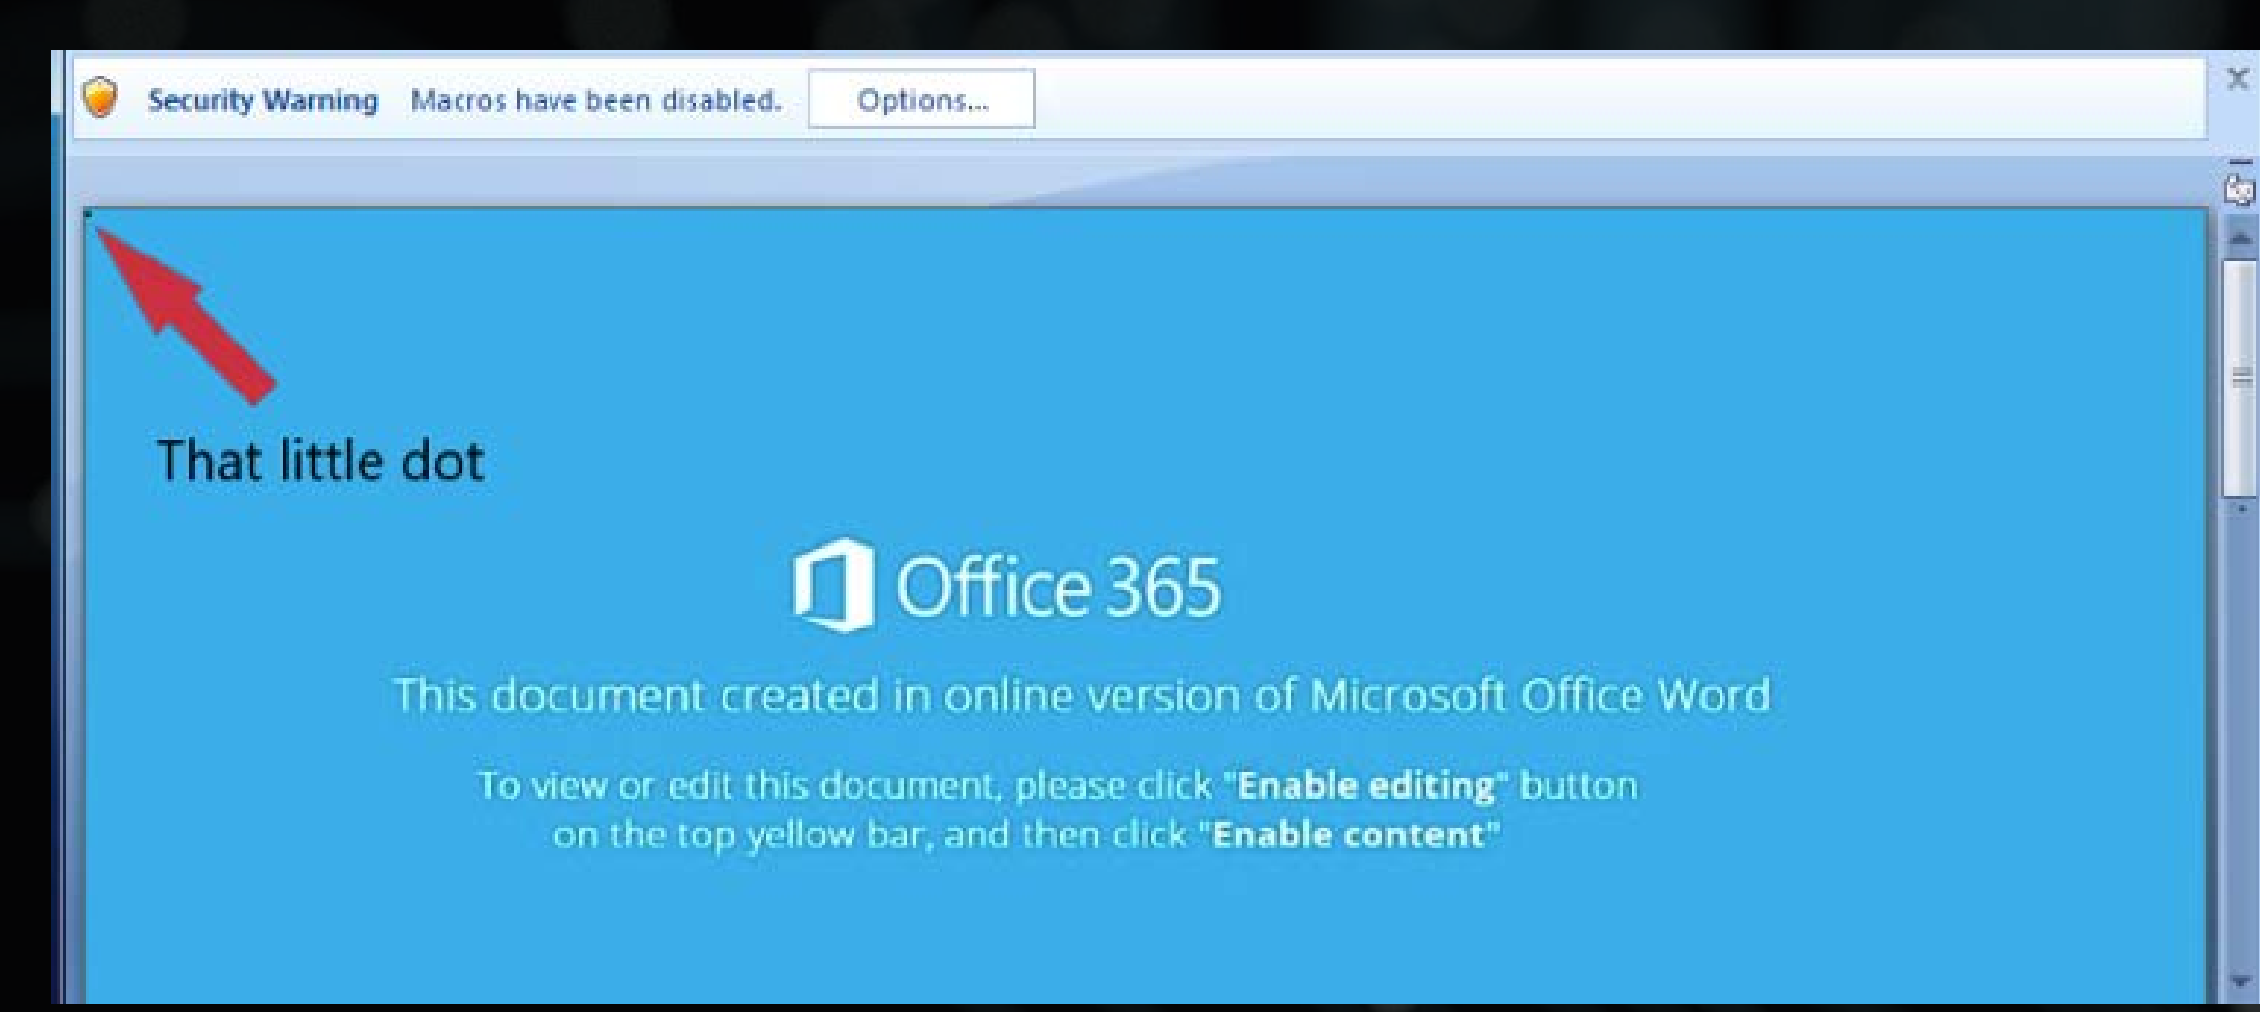 Security Warning Macros have been disabled. Options...
That little dot
Office 365
This document created in online version of Microsoft Office Word
To view or edit this document, please click "Enable editing" button
on the top yellow bar, and then click "Enable content"